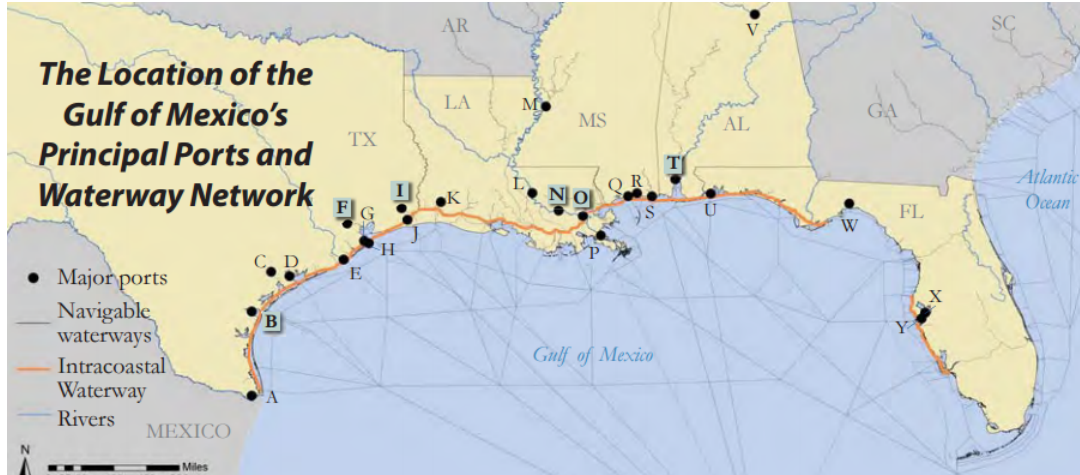 The Location of the
Gulf of Mexico's
Principal Ports and
Waterway Network
AR
LA
MS
AL
GA
SC
TX
FL
MEXICO
Atlantic
Ocean
Gulf of Mexico
V
M
T
L
N
O
Q
R
S
U
W
I
K
F
G
J
H
P
C
D
E
B
A
X
Y
Major ports
Navigable
waterways
Intracoastal
Waterway
Rivers
N
Miles